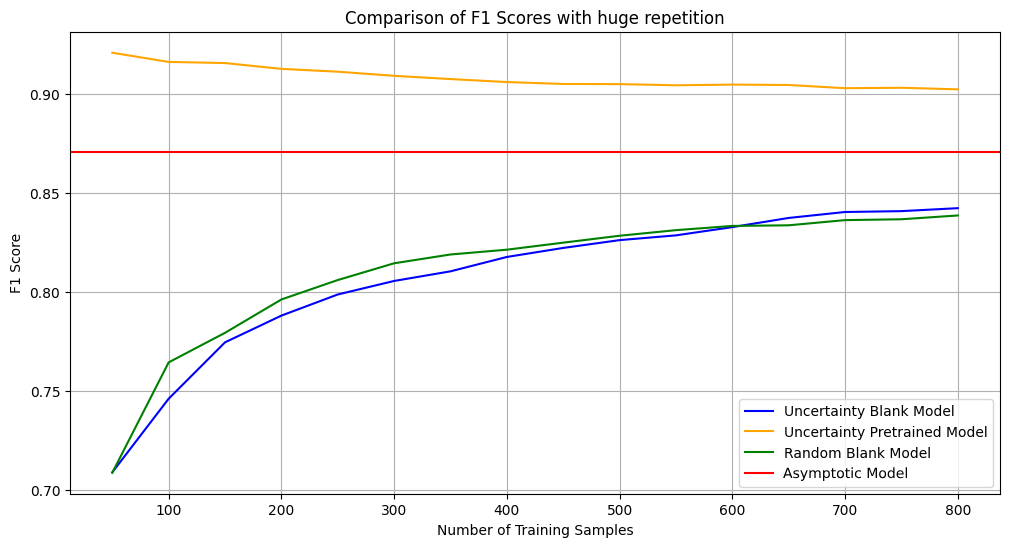 Comparison of F1 Scores with huge repetition
F1 Score
0.90
0.85
0.80
0.75
0.70
100 200 300 400 500 600 700 800
Number of Training Samples
Uncertainty Blank Model
Uncertainty Pretrained Model
Random Blank Model
Asymptotic Model